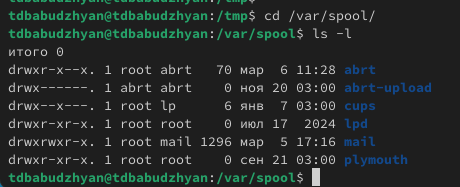 tdbabudzhyan@tdbabudzhyan:/tmp$ cd /var/spool/
tdbabudzhyan@tdbabudzhyan:/var/spool$ ls -l
итого 0
drwxr-x--x. 1 root abrt   70 мар  6 11:28 abrt
drwx------. 1 abrt abrt    0 ноя 20 03:00 abrt-upload
drwx--x---. 1 root lp      6 янв  7 03:00 cups
drwxr-xr-x. 1 root root    0 июл 17  2024 lpd
drwxrwxr-x. 1 root mail 1296 мар  5 17:16 mail
drwxr-xr-x. 1 root root    0 сен 21 03:00 plymouth
tdbabudzhyan@tdbabudzhyan:/var/spool$